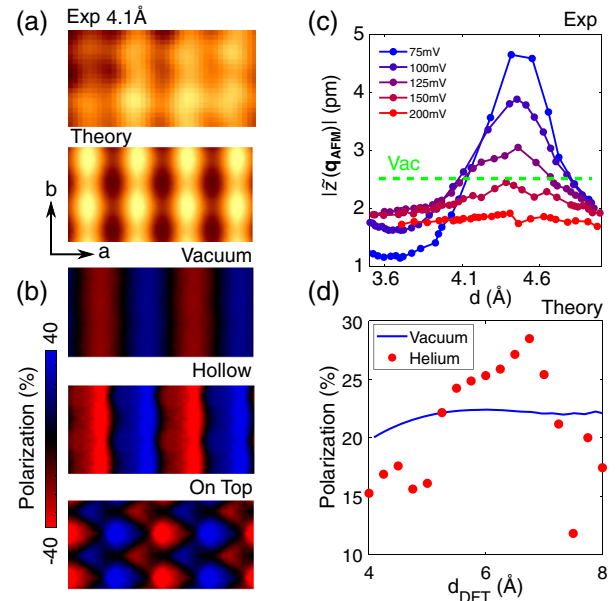 (a)
Exp 4.1Å
Theory
b
a
Vacuum
(b)
Hollow
On Top
Polarization (%)
40
-40
(c)
Exp
5
4
3
2
1
|z̃(q_AFM)| (pm)
75mV
100mV
125mV
150mV
200mV
Vac
3.6
4.1
4.6
d (Å)
(d)
Theory
30
25
20
15
10
Polarization (%)
Vacuum
Helium
4
6
8
d_DFT (Å)